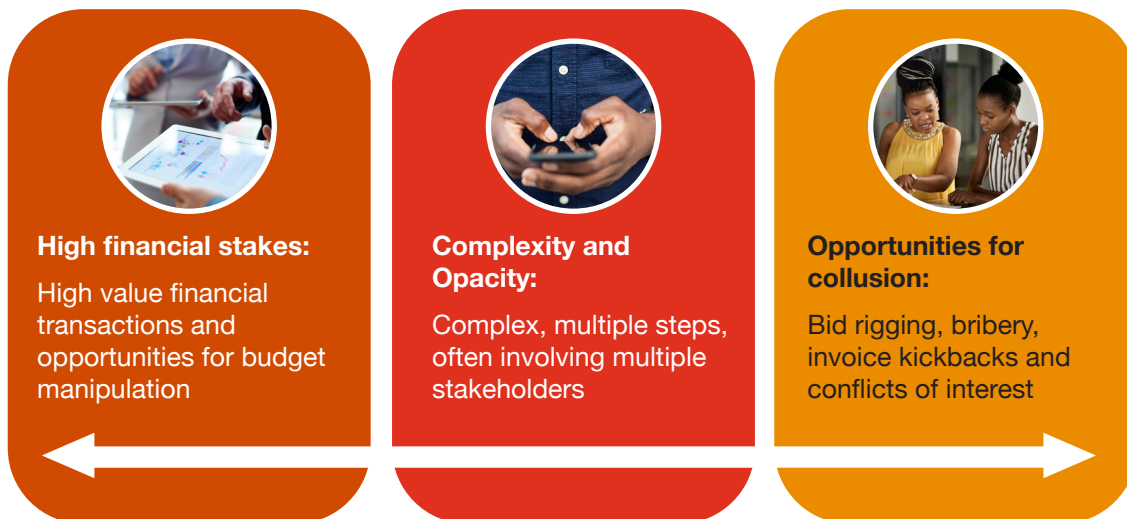 High financial stakes:
High value financial
transactions and
opportunities for budget
manipulation
Complexity and
Opacity:
Complex, multiple steps,
often involving multiple
stakeholders
Opportunities for
collusion:
Bid rigging, bribery,
invoice kickbacks and
conflicts of interest